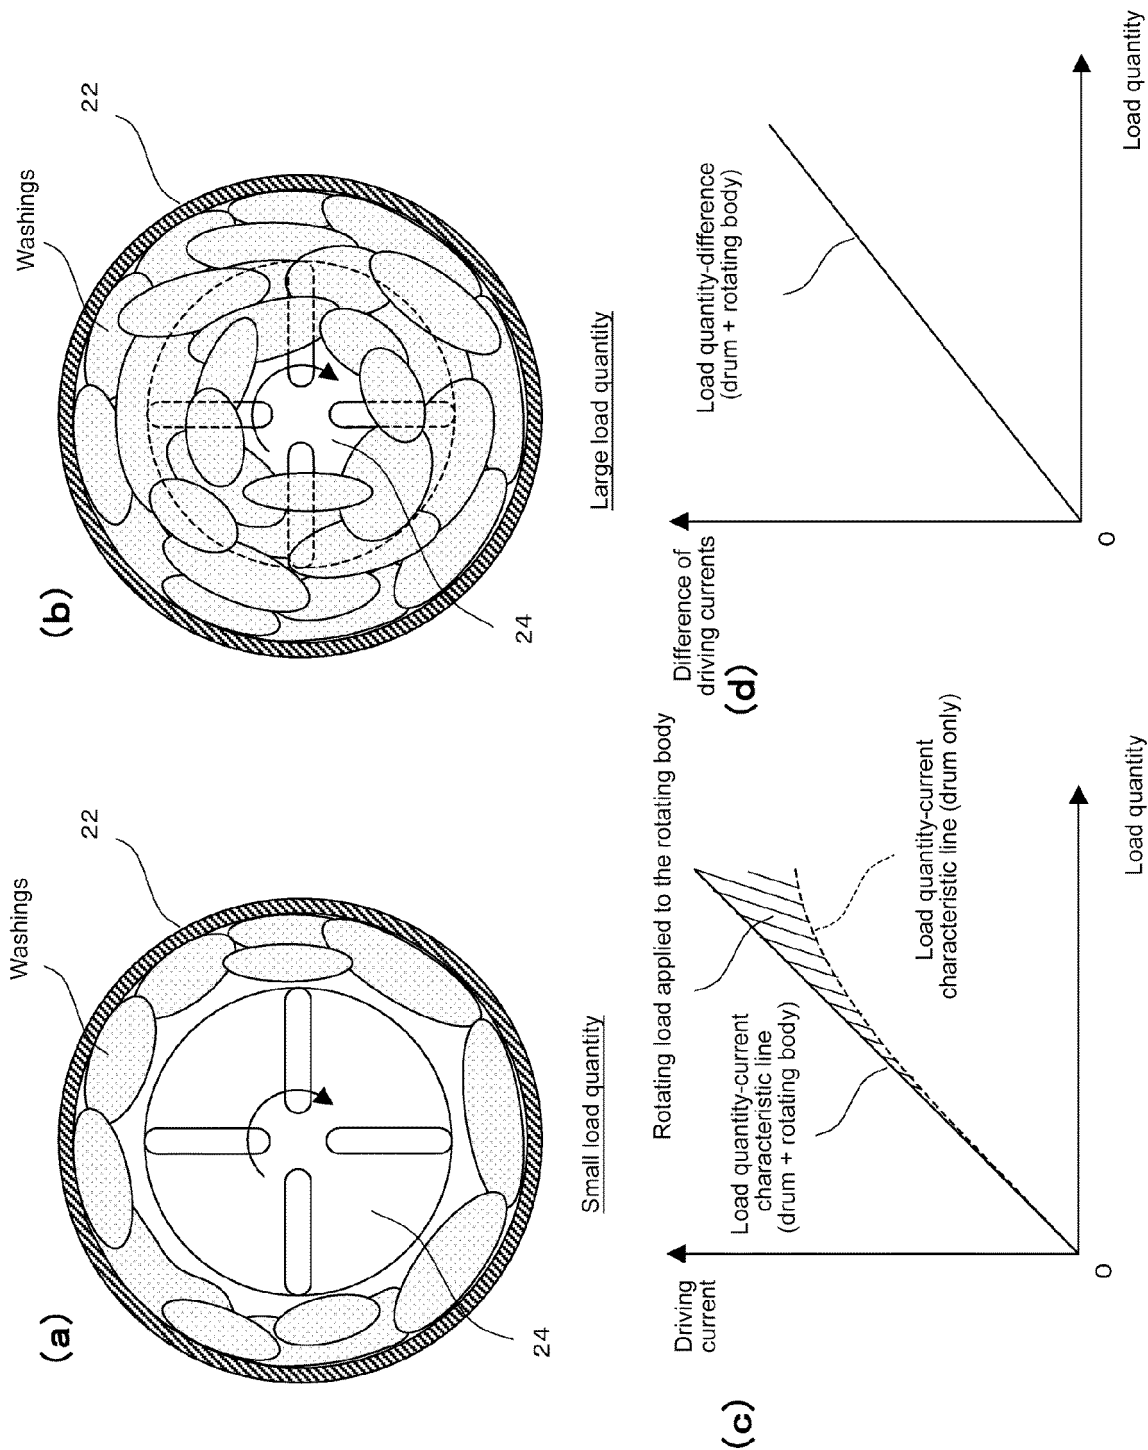 (a)
Washings
22
24
Small load quantity
(b)
Washings
22
24
Large load quantity
(c)
Driving
current
Rotating load applied to the rotating body
Load quantity-current
characteristic line
(drum + rotating body)
Load quantity-current
characteristic line (drum only)
0
Load quantity
(d)
Difference of
driving currents
Load quantity-difference
(drum + rotating body)
0
Load quantity